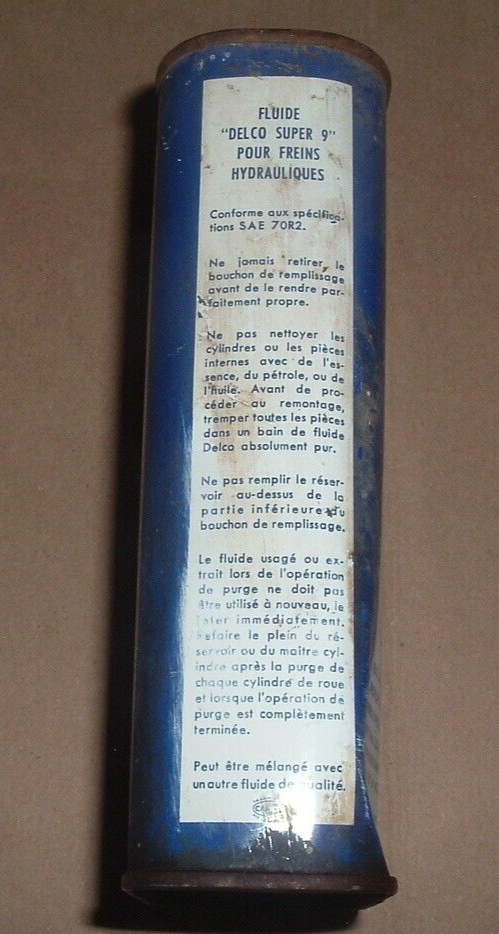 FLUIDE
"DELCO SUPER 9"
POUR FREINS
HYDRAULIQUES
Conforme aux spécifica-
tions SAE 70R2.
Ne jamais retirer le
bouchon de remplissage
avant de le rendre par-
faitement propre.
Ne pas nettoyer les
cylindres ou les pièces
internes avec de l'es-
sence, du pétrole, ou de
l'huile. Avant de pro-
céder au remontage,
tremper toutes les pièces
dans un bain de fluide
Delco absolument pur.
Ne pas remplir le réser-
voir au-dessus de la
partie inférieure du
bouchon de remplissage.
Le fluide usagé ou ex-
trait lors de l'opération
de purge ne doit pas
être utilisé à nouveau, le
jeter immédiatement.
Refaire le plein du ré-
servoir ou du maître cyl-
indre après la purge de
chaque cylindre de roue
et lorsque l'opération de
purge est complètement
terminée.
Peut être mélangé avec
un autre fluide de qualité.